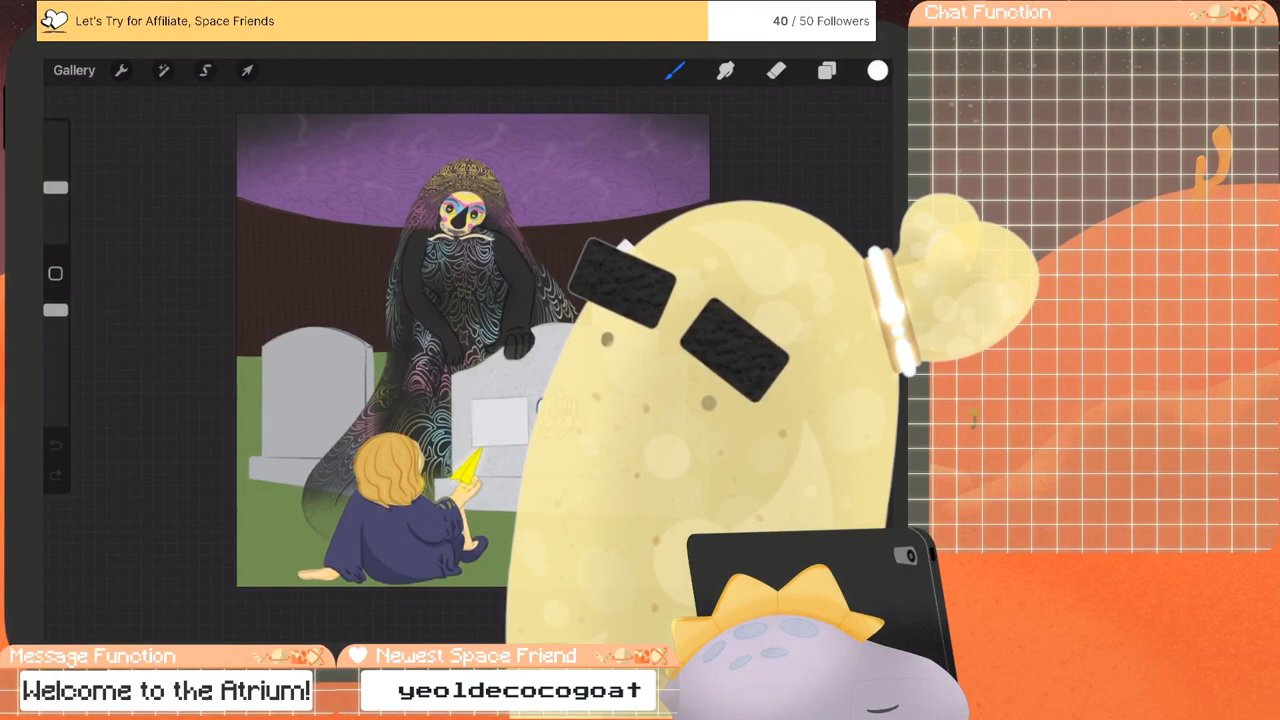 Let's Try for Affiliate, Space Friends
40 / 50 Followers
Chat Function
Gallery
Message Function
Newest Space Friend
Welcome to the Atrium!
yeoldecocogoat